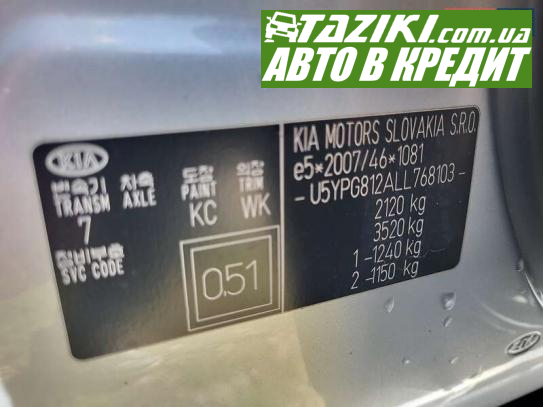 TAZIKI.com.ua
АВТО В КРЕДИТ
KIA
변속기 차축 도장 외장
TRANSM AXLE PAINT TRIM
7 KC WK
정비부호
SVC CODE
0,51
KIA MOTORS SLOVAKIA S.R.O.
e5*2007/46*1081
-U5YPG812ALL768103-
2120 kg
3520 kg
1-1240 kg
2-1150 kg